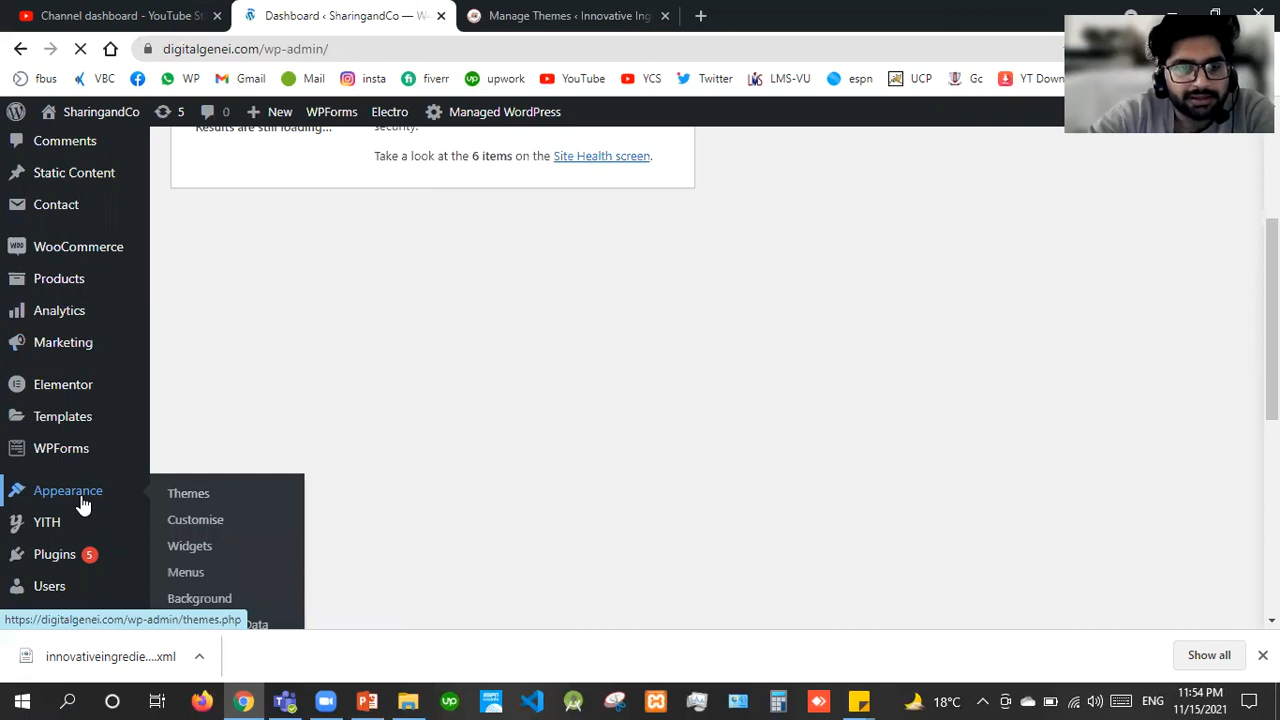 Channel dashboard - YouTube S
Dashboard ‹ SharingandCo — W
Manage Themes ‹ Innovative Ing
digitalgenei.com/wp-admin/
fbus
VBC
WP
Gmail
Mail
insta
fiverr
upwork
YouTube
YCS
Twitter
LMS-VU
espn
UCP
Gc
YT Down
SharingandCo
5
0
New
WPForms
Electro
Managed WordPress
Comments
Static Content
Contact
WooCommerce
Products
Analytics
Marketing
Elementor
Templates
WPForms
Appearance
YITH
Plugins 5
Users
Results are still loading...
security.
Take a look at the 6 items on the Site Health screen.
Themes
Customise
Widgets
Menus
Background
Data
https://digitalgenei.com/wp-admin/themes.php
innovativeingredie....xml
Show all
18°C
ENG
11:54 PM
11/15/2021